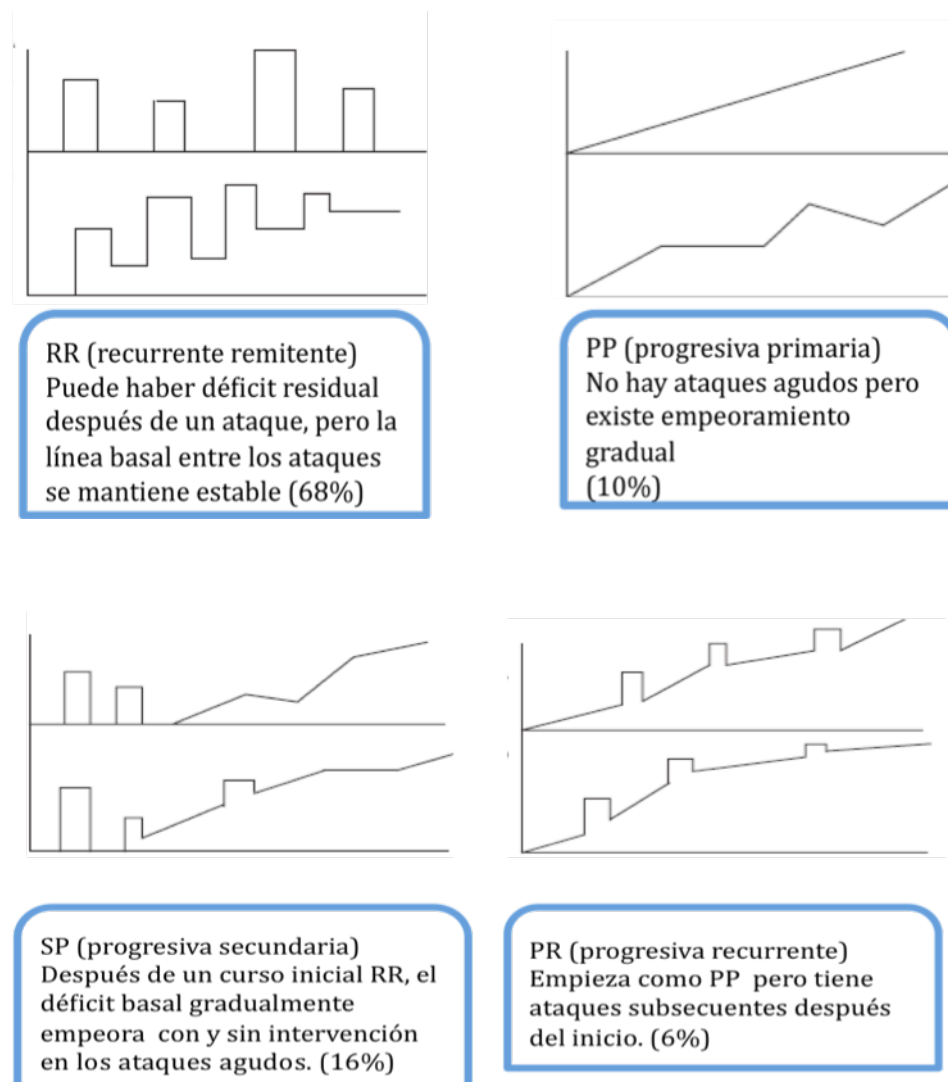 RR (recurrente remitente)
Puede haber déficit residual
después de un ataque, pero la
línea basal entre los ataques
se mantiene estable (68%)
PP (progresiva primaria)
No hay ataques agudos pero
existe empeoramiento
gradual
(10%)
SP (progresiva secundaria)
Después de un curso inicial RR, el
déficit basal gradualmente
empeora con y sin intervención
en los ataques agudos. (16%)
PR (progresiva recurrente)
Empieza como PP pero tiene
ataques subsecuentes después
del inicio. (6%)